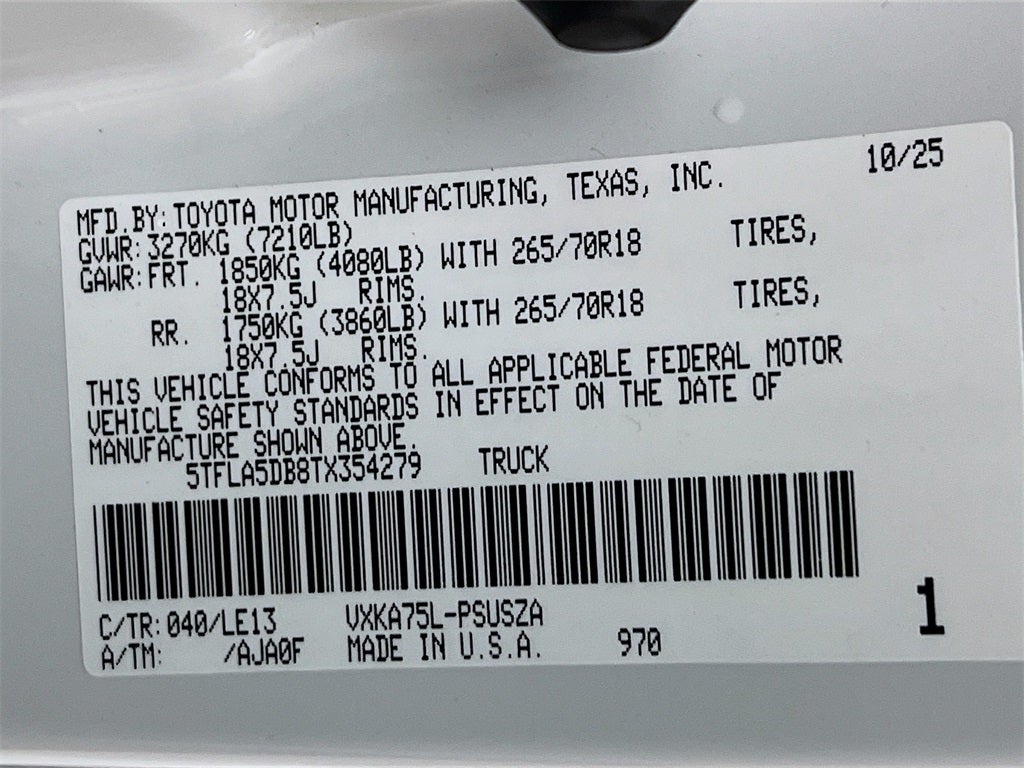 10/25
MFD.BY:TOYOTA MOTOR MANUFACTURING, TEXAS, INC.
GVWR:3270KG (7210LB)
GAWR:FRT. 1850KG (4080LB) WITH 265/70R18 TIRES,
18X7.5J RIMS.
RR. 1750KG (3860LB) WITH 265/70R18 TIRES,
18X7.5J RIMS.
THIS VEHICLE CONFORMS TO ALL APPLICABLE FEDERAL MOTOR
VEHICLE SAFETY STANDARDS IN EFFECT ON THE DATE OF
MANUFACTURE SHOWN ABOVE.
5TFLA5DB8TX354279 TRUCK
C/TR:040/LE13 VXKA75L-PSUSZA
A/TM: /AJA0F MADE IN U.S.A. 970
1